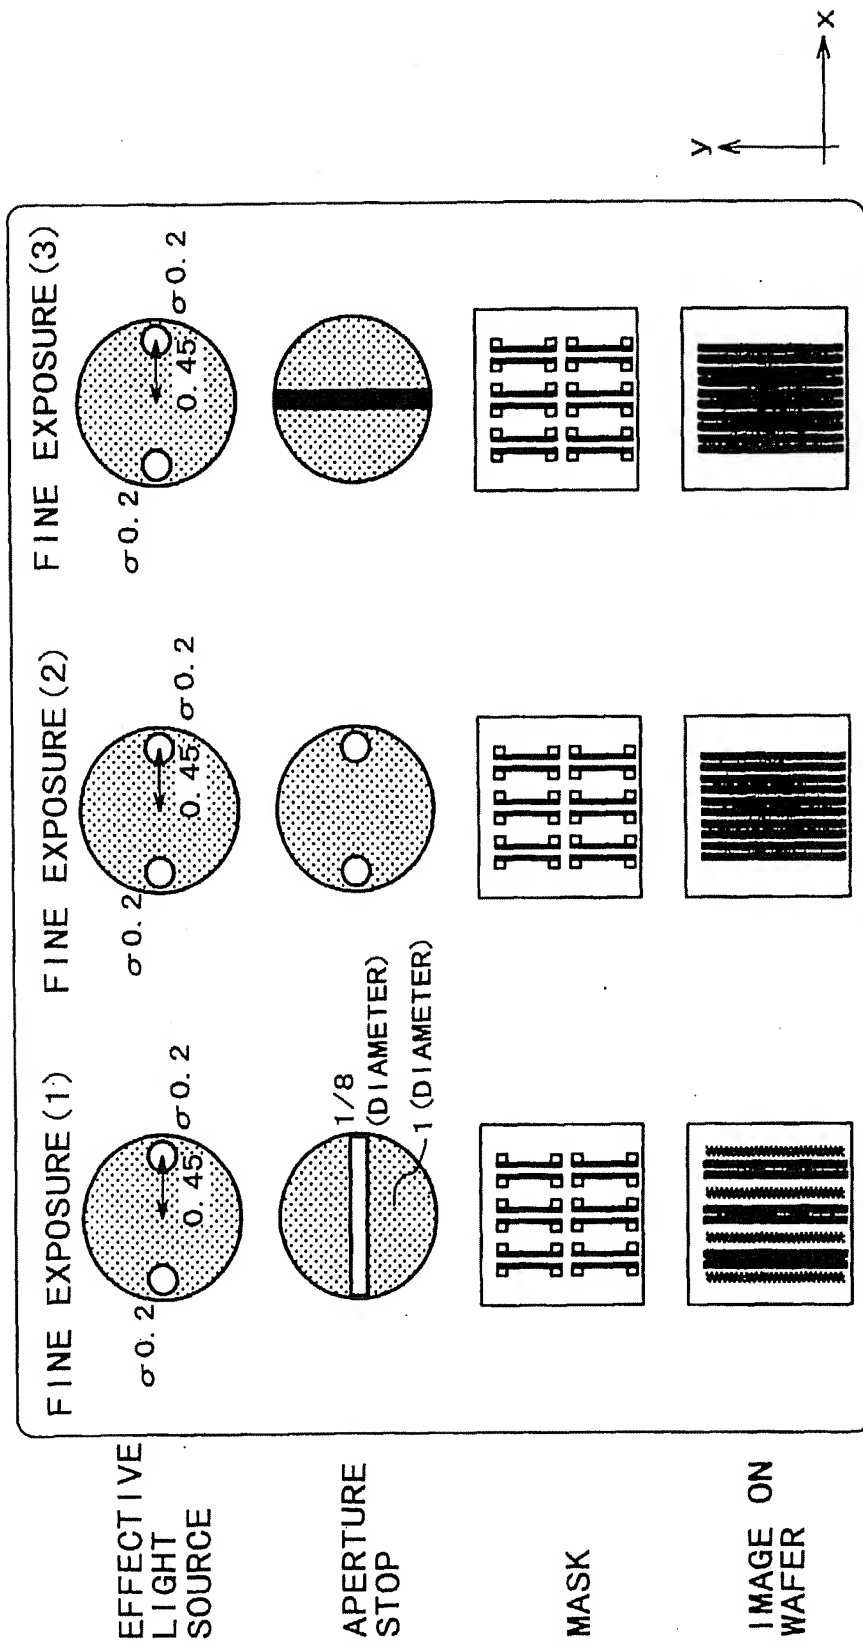 FINE EXPOSURE(1)
FINE EXPOSURE(2)
FINE EXPOSURE(3)
EFFECTIVE
LIGHT
SOURCE
σ0.2
0.45
σ0.2
σ0.2
0.45
σ0.2
σ0.2
0.45
σ0.2
APERTURE
STOP
1/8
(DIAMETER)
1(DIAMETER)
MASK
IMAGE ON
WAFER
y
x